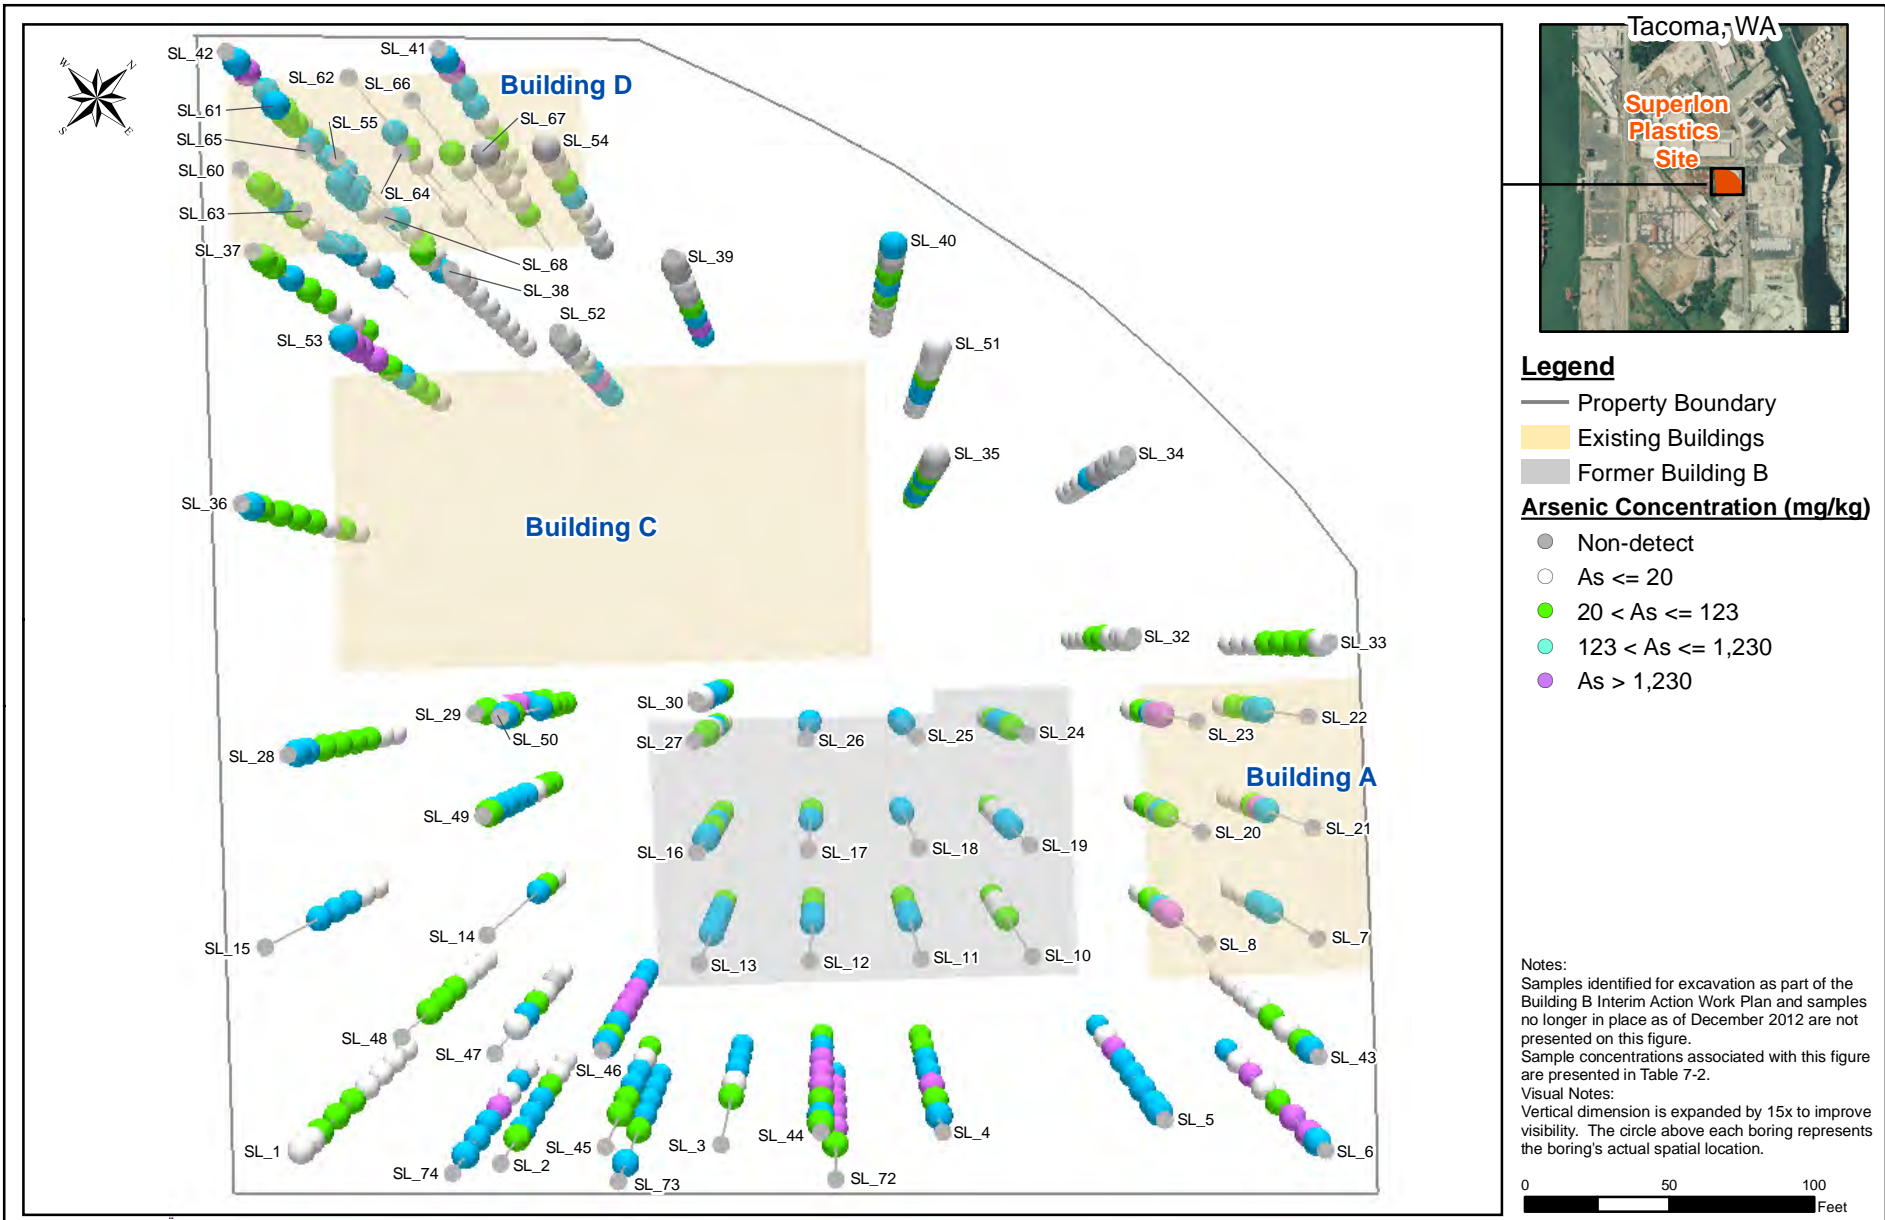 SL_42
SL_41
SL_62
SL_66
Building D
W
N
S
E
SL_61
SL_55
SL_67
SL_54
SL_65
SL_60
SL_64
SL_63
SL_37
SL_68
SL_39
SL_40
SL_38
SL_52
SL_53
SL_51
SL_35
SL_34
SL_36
Building C
SL_32
SL_33
SL_30
SL_29
SL_50
SL_28
SL_27
SL_26
SL_25
SL_24
SL_23
SL_22
Building A
SL_49
SL_16
SL_17
SL_18
SL_19
SL_20
SL_21
SL_15
SL_14
SL_13
SL_12
SL_11
SL_10
SL_8
SL_7
SL_48
SL_47
SL_46
SL_43
SL_1
SL_74
SL_2
SL_45
SL_73
SL_3
SL_44
SL_72
SL_4
SL_5
SL_6
Tacoma, WA
Superlon
Plastics
Site
Legend
Property Boundary
Existing Buildings
Former Building B
Arsenic Concentration (mg/kg)
Non-detect
As <= 20
20 < As <= 123
123 < As <= 1,230
As > 1,230
Notes:
Samples identified for excavation as part of the
Building B Interim Action Work Plan and samples
no longer in place as of December 2012 are not
presented on this figure.
Sample concentrations associated with this figure
are presented in Table 7-2.
Visual Notes:
Vertical dimension is expanded by 15x to improve
visibility. The circle above each boring represents
the boring's actual spatial location.
0 50 100
Feet